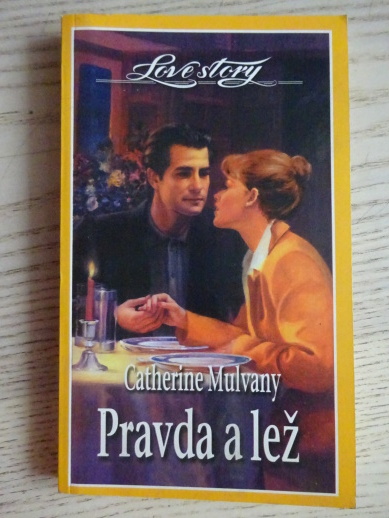 Love story
Catherine Mulvany
Pravda a lež